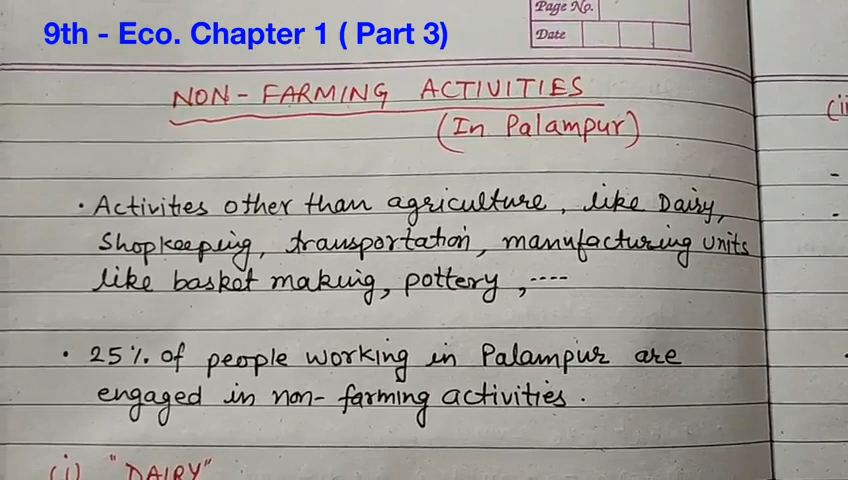 Page No.
9th - Eco. Chapter 1 ( Part 3)
Date
NON-FARMING ACTIVITIES
(In Palampur)
(ii
• Activities other than agriculture, like Dairy,
Shopkeeping, transportation, manufacturing units
like basket making, pottery, ----
• 25% of people working in Palampur are
engaged in non-farming activities.
(i) "DAIRY"